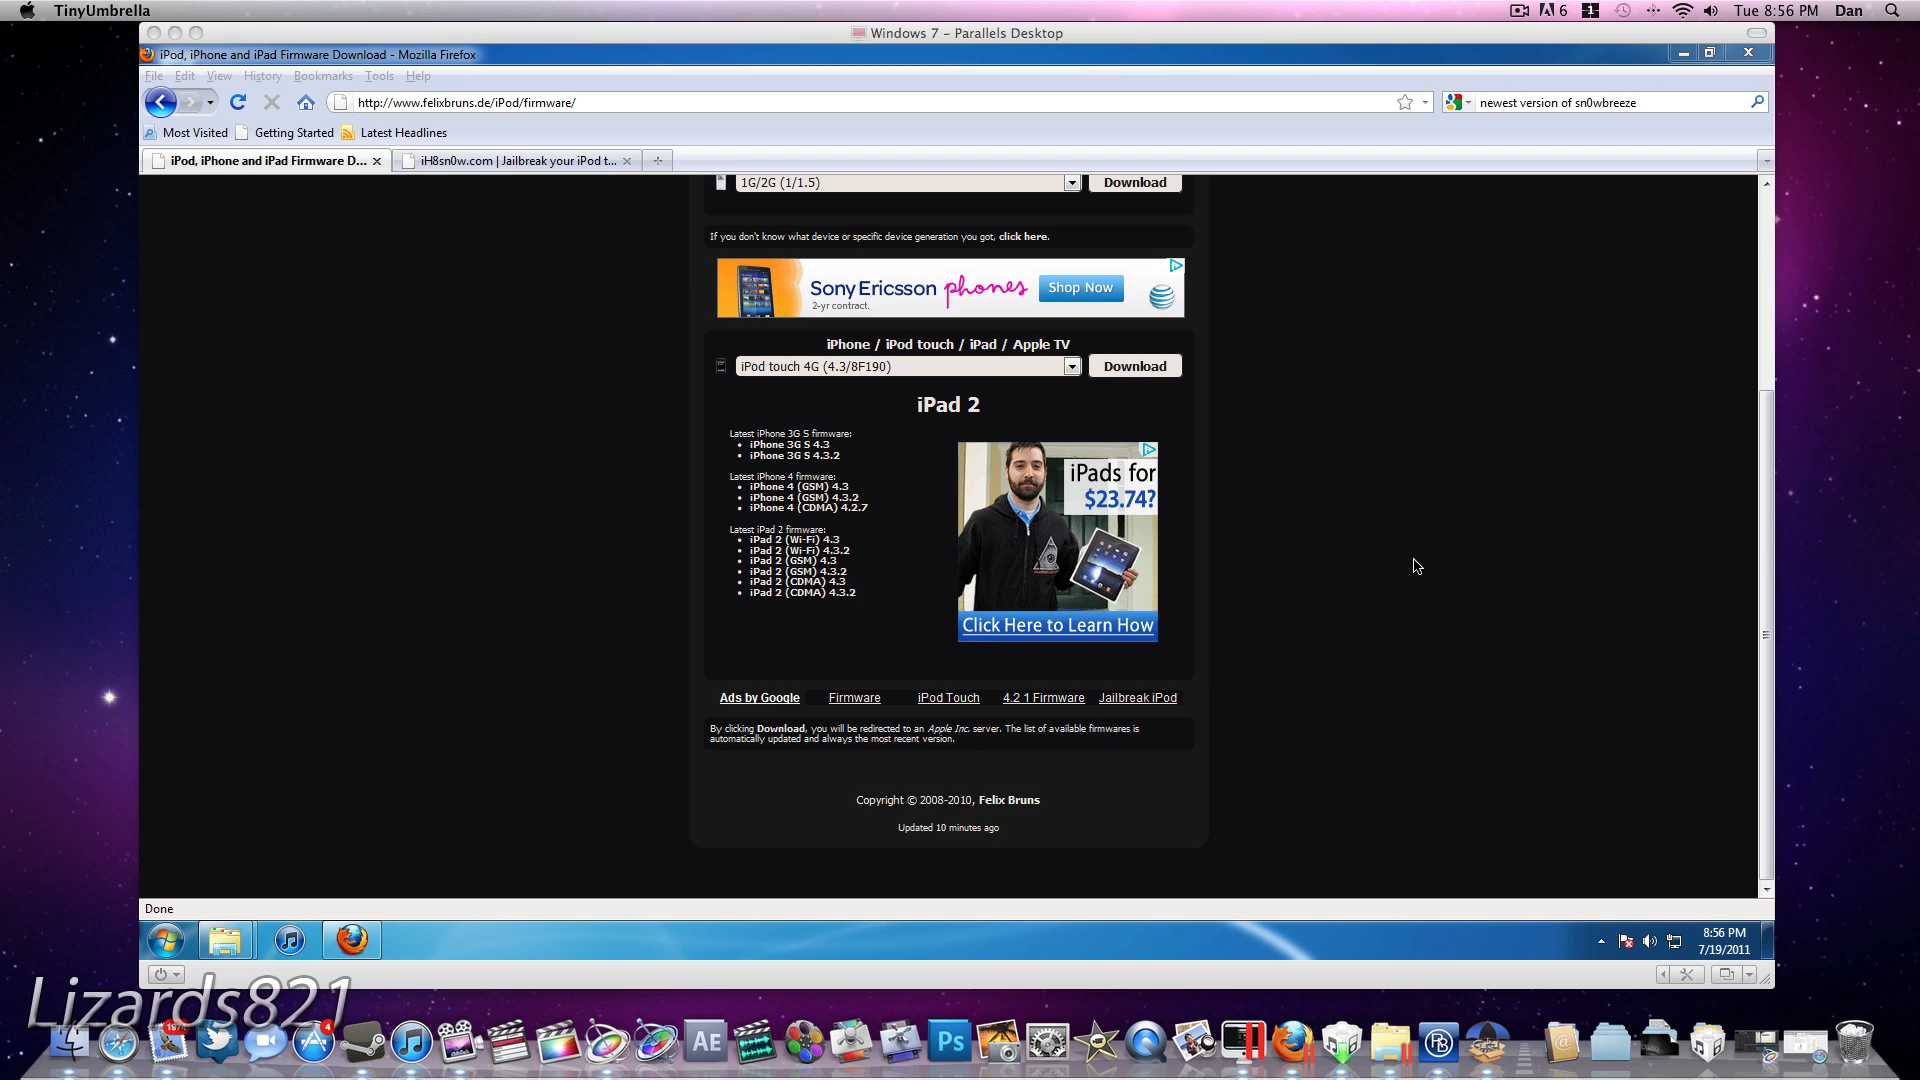 TinyUmbrella
6
1
Tue 8:56 PM
Dan
Windows 7 - Parallels Desktop
iPod, iPhone and iPad Firmware Download - Mozilla Firefox
File Edit View History Bookmarks Tools Help
http://www.felixbruns.de/iPod/firmware/
newest version of sn0wbreeze
Most Visited Getting Started Latest Headlines
iPod, iPhone and iPad Firmware D...
iH8sn0w.com | Jailbreak your iPod t...
1G/2G (1/1.5)
Download
If you don't know what device or specific device generation you got, click here.
Sony Ericsson phones
2-yr contract.
Shop Now
at&t
iPhone / iPod touch / iPad / Apple TV
iPod touch 4G (4.3/8F190)
Download
iPad 2
Latest iPhone 3G S firmware:
iPhone 3G S 4.3
iPhone 3G S 4.3.2
Latest iPhone 4 firmware:
iPhone 4 (GSM) 4.3
iPhone 4 (GSM) 4.3.2
iPhone 4 (CDMA) 4.2.7
Latest iPad 2 firmware:
iPad 2 (Wi-Fi) 4.3
iPad 2 (Wi-Fi) 4.3.2
iPad 2 (GSM) 4.3
iPad 2 (GSM) 4.3.2
iPad 2 (CDMA) 4.3
iPad 2 (CDMA) 4.3.2
iPads for
$23.74?
Click Here to Learn How
Ads by Google Firmware iPod Touch 4.2 1 Firmware Jailbreak iPod
By clicking Download, you will be redirected to an Apple Inc. server. The list of available firmwares is
automatically updated and always the most recent version.
Copyright © 2008-2010, Felix Bruns
Updated 10 minutes ago
Done
8:56 PM
7/19/2011
Lizards821
4
AE
Ps